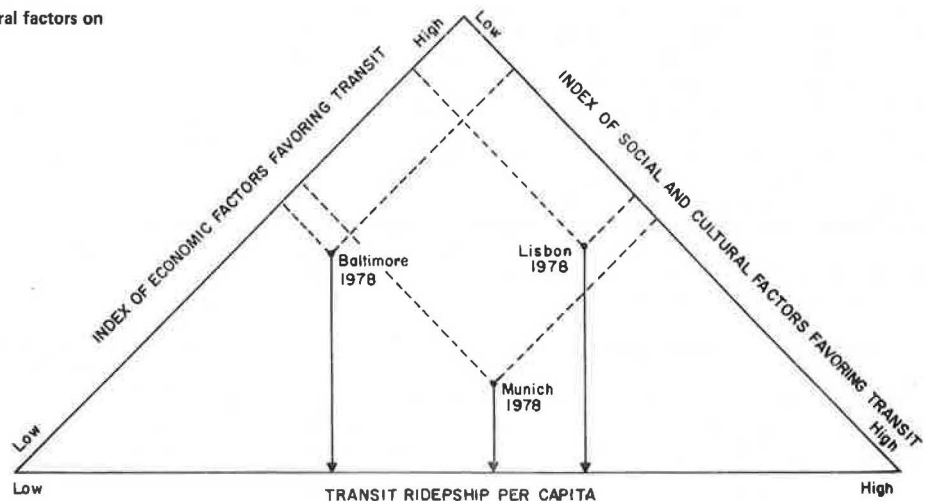 ral factors on
High
Low
INDEX OF ECONOMIC FACTORS FAVORING TRANSIT
INDEX OF SOCIAL AND CULTURAL FACTORS FAVORING TRANSIT
Baltimore
1978
Lisbon
1978
Munich
1978
Low
High
Low
High
TRANSIT RIDEPSHIP PER CAPITA